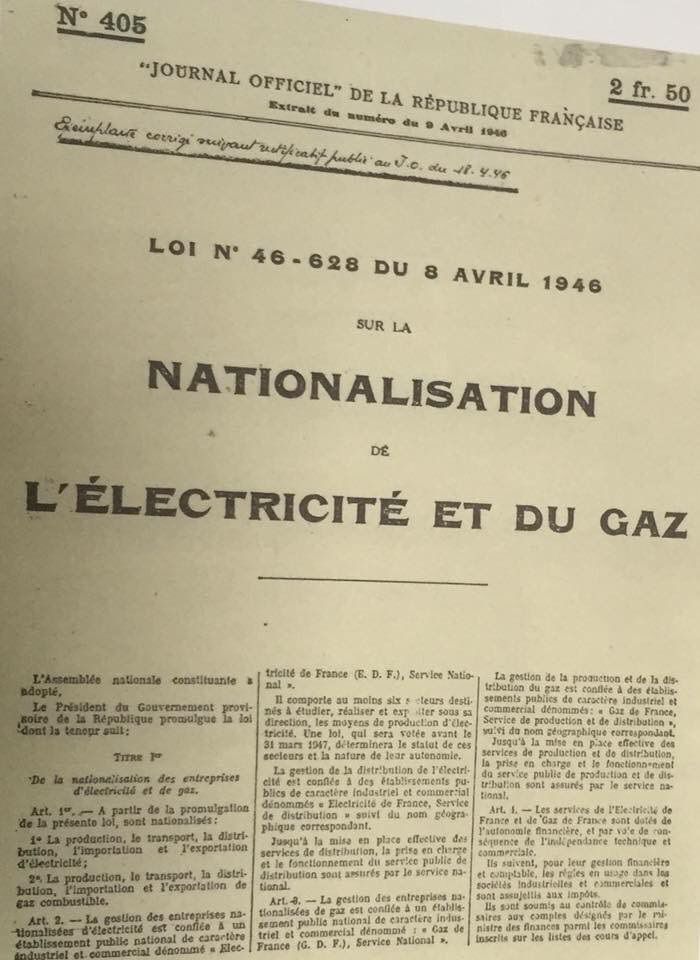 N° 405
2 fr. 50
"JOURNAL OFFICIEL" DE LA RÉPUBLIQUE FRANÇAISE
Extrait du numéro du 9 Avril 1946
Exemplaire corrigé suivant rectificatif publié au J.O. du 18.4.46
LOI N° 46-628 DU 8 AVRIL 1946
SUR LA
NATIONALISATION
DE
L'ÉLECTRICITÉ ET DU GAZ
L'Assemblée nationale constituante a
adopté,
Le Président du Gouvernement provi-
soire de la République promulgue la loi
dont la teneur suit:
TITRE Ier
De la nationalisation des entreprises
d'électricité et de gaz.
Art. 1er. — A partir de la promulgation
de la présente loi, sont nationalisés :
1° La production, le transport, la distri-
bution, l'importation et l'exportation
d'électricité;
2° La production, le transport, la distri-
bution, l'importation et l'exportation de
gaz combustible.
Art. 2. — La gestion des entreprises na-
tionalisées d'électricité est confiée à un
établissement public national de caractère
industriel et commercial dénommé « Elec-
tricité de France (E. D. F.), Service Natio-
nal ».
Il comporte au moins six desti-
nés à étudier, réaliser et sous sa
direction, les moyens de production d'élec-
tricité. Une loi, qui sera votée avant le
31 mars 1947, déterminera le statut de ces
secteurs et la nature de leur autonomie.
La gestion de la distribution de l'électri-
cité est confiée à des établissements pu-
blics de caractère industriel et commercial
dénommés « Electricité de France, Service
de distribution » suivi du nom géogra-
phique correspondant.
Jusqu'à la mise en place effective des
services de distribution, la prise en charge
et le fonctionnement du service public de
distribution sont assurés par le service na-
tional.
Art. 3. — La gestion des entreprises na-
tionalisées de gaz est confiée à un établis-
sement public national de caractère indus-
triel et commercial dénommé : « Gaz de
France (G. D. F.), Service National ».
La gestion de la production et de la dis-
tribution du gaz est confiée à des établis-
sements publics de caractère industriel et
commercial dénommés: « Gaz de France,
Service de production et de distribution »,
suivi du nom géographique correspondant.
Jusqu'à la mise en place effective des
services de production et de distribution,
la prise en charge et le fonctionnement
du service public de production et de dis-
tribution sont assurés par le service na-
tional.
Art. 4. — Les services de l'Electricité de
France et de Gaz de France sont dotés de
l'autonomie financière, et par voie de con-
séquence de l'indépendance technique et
commerciale.
Ils suivent, pour leur gestion financière
et comptable, les règles en usage dans les
sociétés industrielles et commerciales et
sont assujettis aux impôts.
Ils sont soumis au contrôle de commis-
saires aux comptes désignés par le mi-
nistre des finances parmi les commissaires
inscrits sur les listes des cours d'appel.